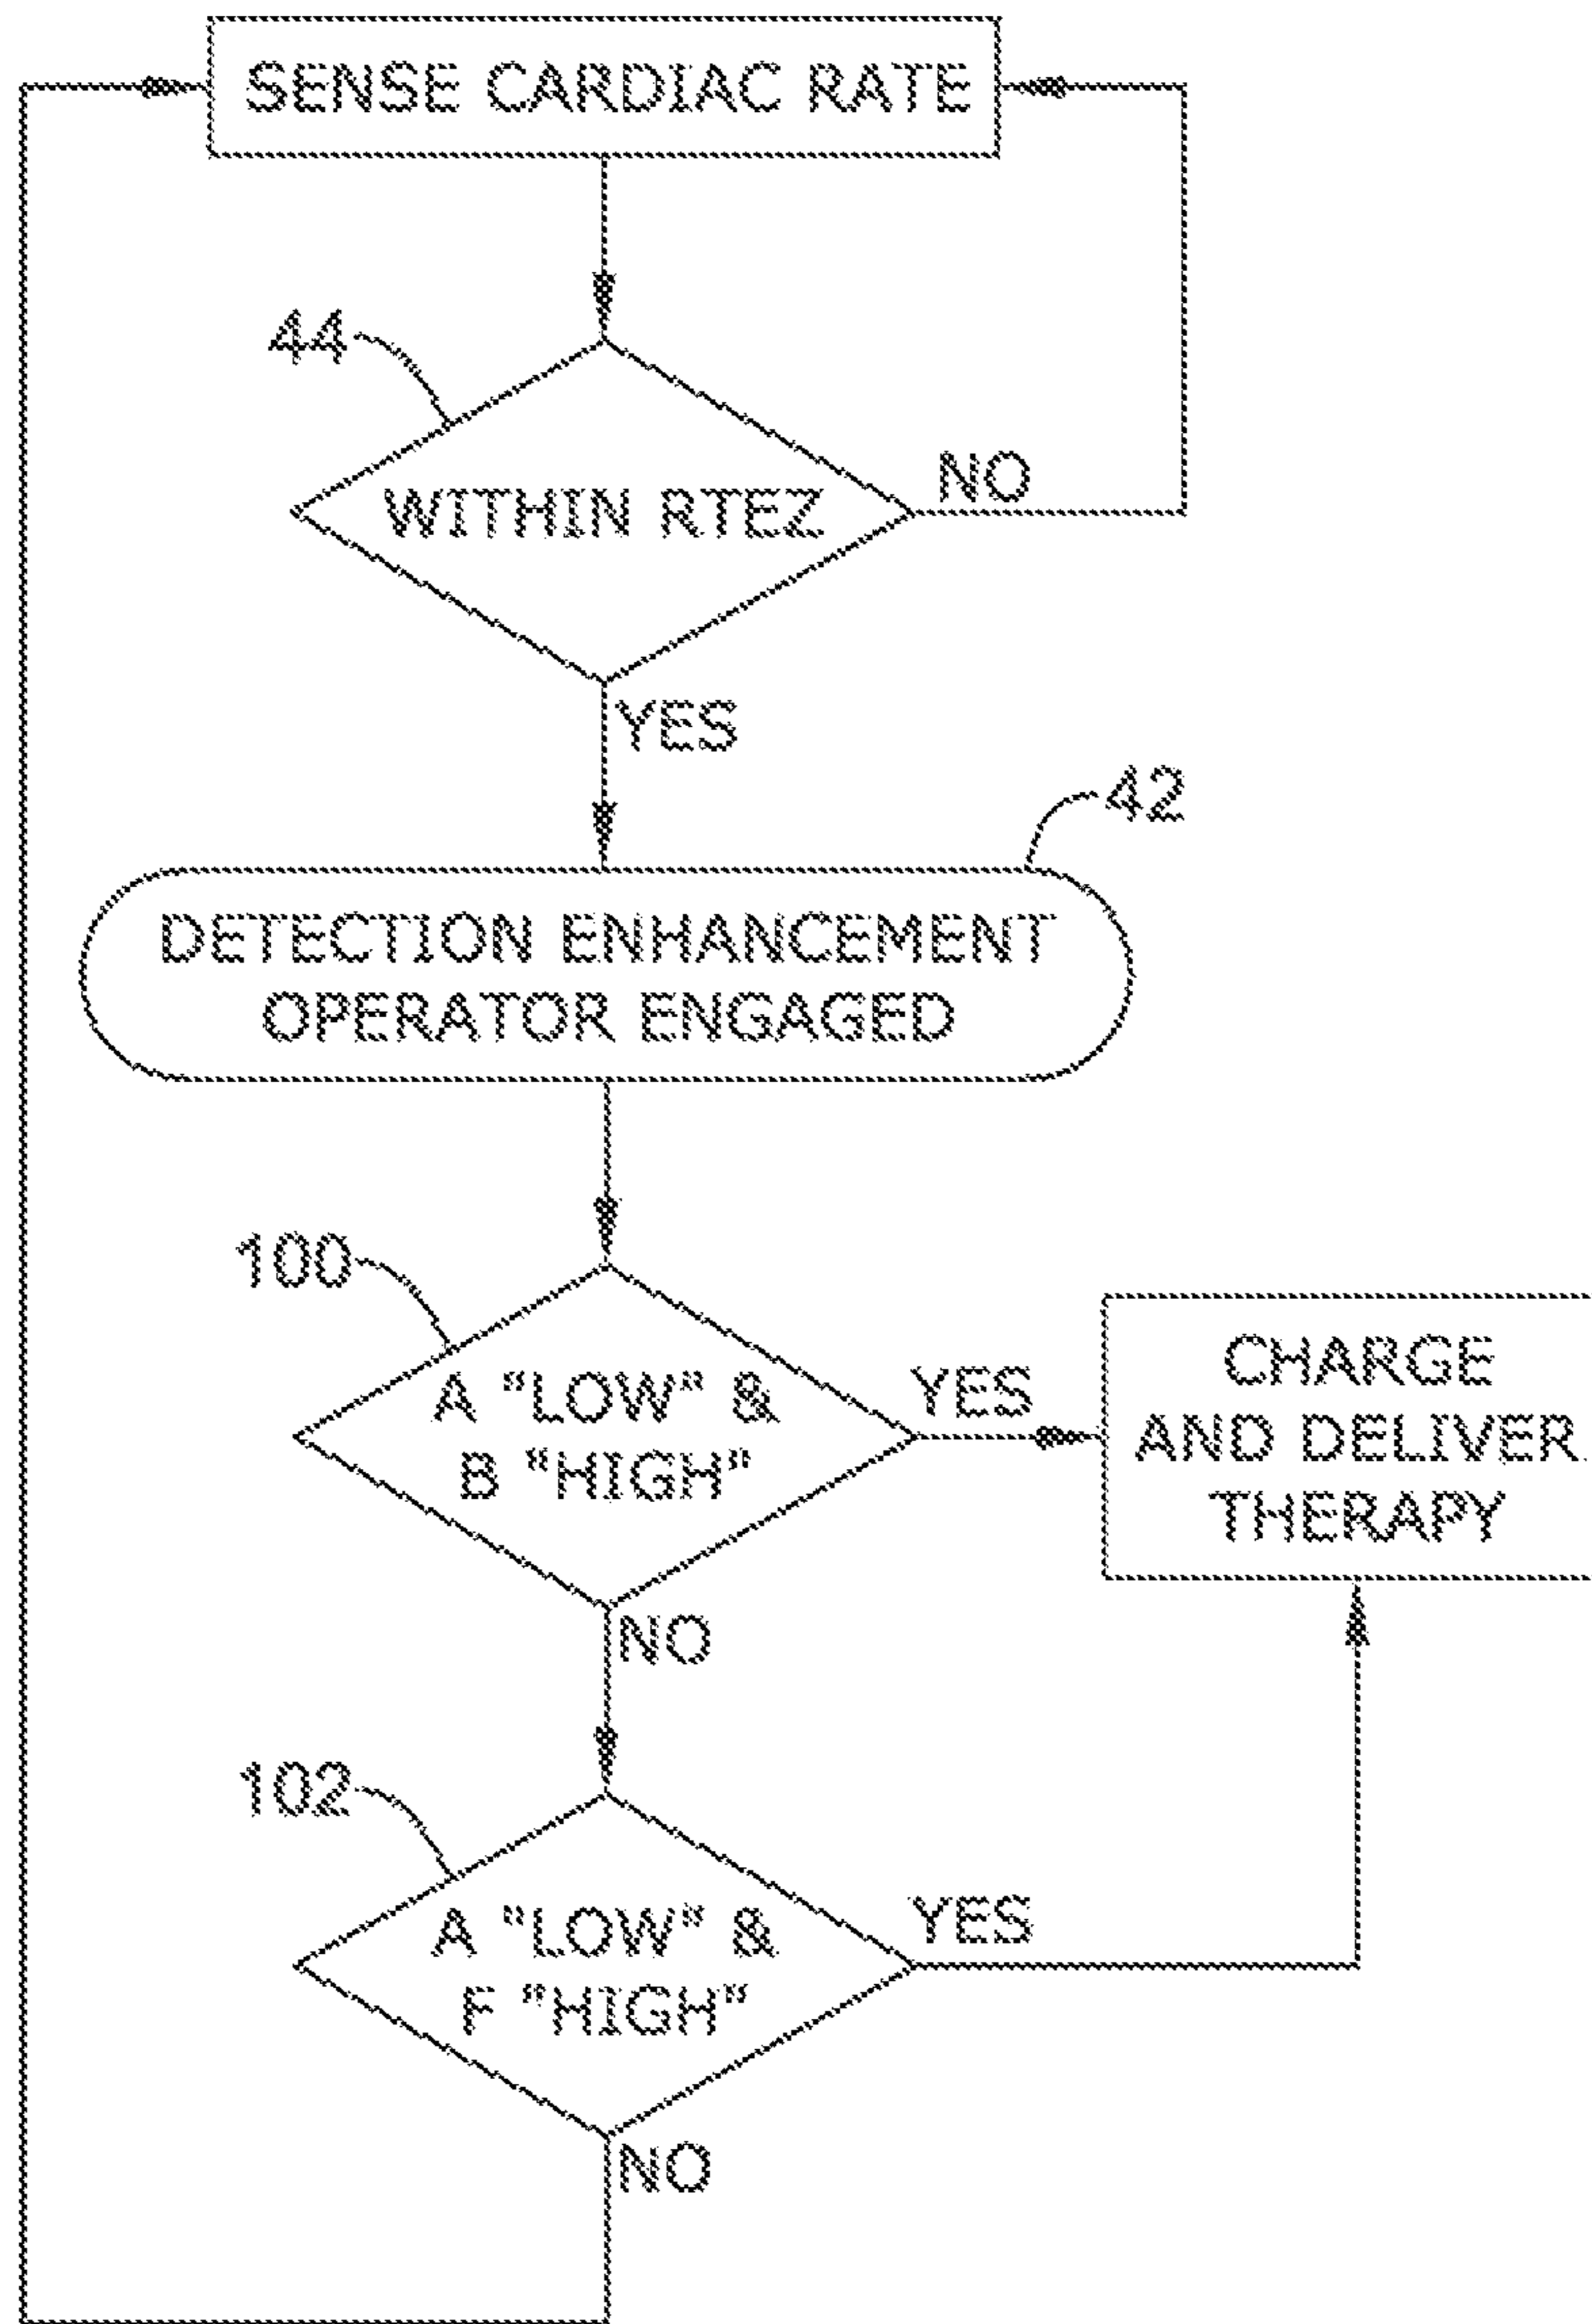 SENSE CARDIAC RATE
44
WITHIN RTEZ
NO
YES
42
DETECTION ENHANCEMENT
OPERATOR ENGAGED
100
A "LOW" &
B "HIGH"
YES
CHARGE
AND DELIVER
THERAPY
NO
102
A "LOW" &
F "HIGH"
YES
NO